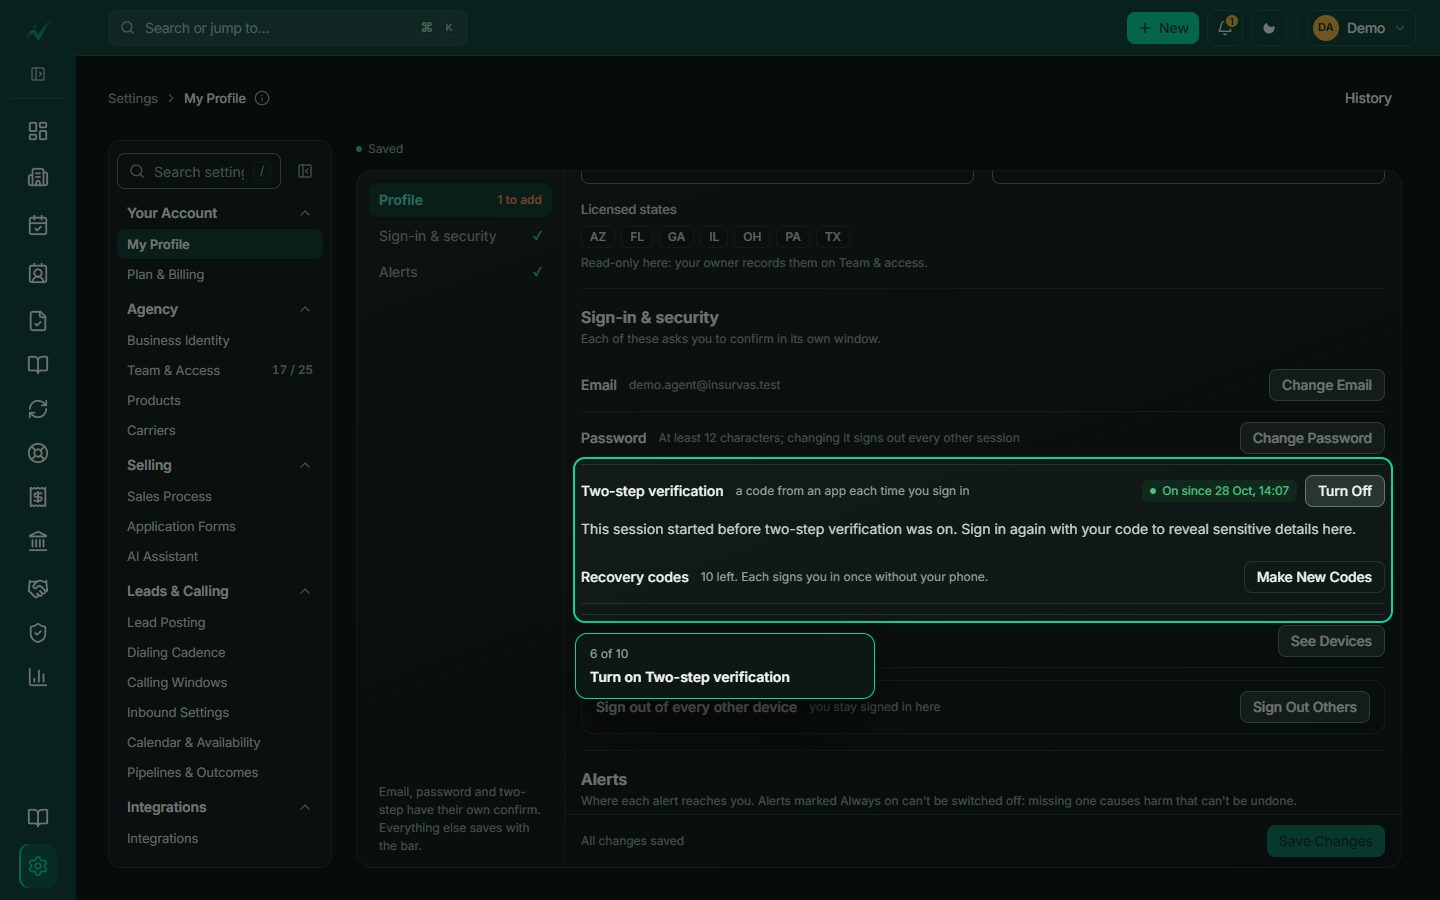 Search or jump to...
⌘ K
New
1
DA
Demo
Settings
My Profile
History
Search setting
/
Saved
Your Account
My Profile
Plan & Billing
Agency
Business Identity
Team & Access
17 / 25
Products
Carriers
Selling
Sales Process
Application Forms
AI Assistant
Leads & Calling
Lead Posting
Dialing Cadence
Calling Windows
Inbound Settings
Calendar & Availability
Pipelines & Outcomes
Integrations
Integrations
Profile
1 to add
Sign-in & security
Alerts
Email, password and two-
step have their own confirm.
Everything else saves with
the bar.
Licensed states
AZ FL GA IL OH PA TX
Read-only here: your owner records them on Team & access.
Sign-in & security
Each of these asks you to confirm in its own window.
Email demo.agent@insurvas.test
Change Email
Password At least 12 characters; changing it signs out every other session
Change Password
Two-step verification a code from an app each time you sign in
On since 28 Oct, 14:07
Turn Off
This session started before two-step verification was on. Sign in again with your code to reveal sensitive details here.
Recovery codes 10 left. Each signs you in once without your phone.
Make New Codes
See Devices
6 of 10
Turn on Two-step verification
Sign out of every other device you stay signed in here
Sign Out Others
Alerts
Where each alert reaches you. Alerts marked Always on can't be switched off: missing one causes harm that can't be undone.
All changes saved
Save Changes